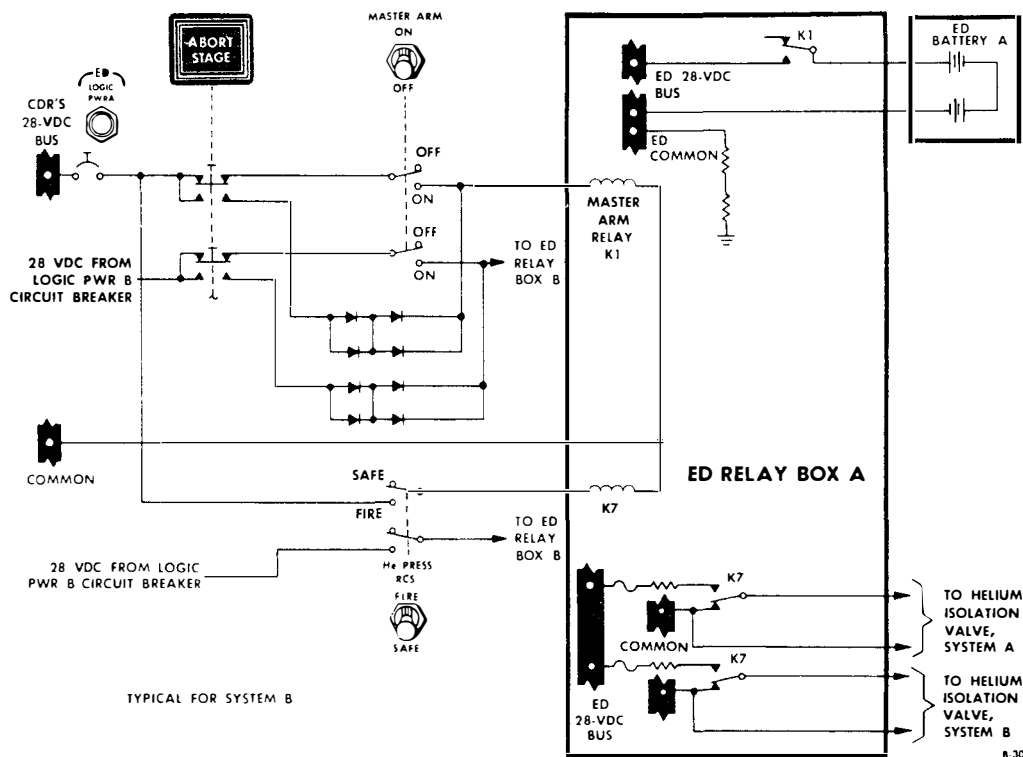 ABORT
STAGE
MASTER ARM
ON
OFF
ED
LOGIC
PWRA
CDR'S
28-VDC
BUS
OFF
ON
OFF
ON
28 VDC FROM
LOGIC PWR B
CIRCUIT BREAKER
TO ED
RELAY
BOX B
COMMON
SAFE
FIRE
28 VDC FROM LOGIC
PWR B CIRCUIT BREAKER
TO ED
RELAY
BOX B
He PRESS
RCS
FIRE
SAFE
TYPICAL FOR SYSTEM B
K1
ED 28-VDC
BUS
ED
COMMON
ED
BATTERY A
MASTER
ARM
RELAY
K1
ED RELAY BOX A
K7
K7
COMMON
K7
ED
28-VDC
BUS
TO HELIUM
ISOLATION
VALVE,
SYSTEM A
TO HELIUM
ISOLATION
VALVE,
SYSTEM B